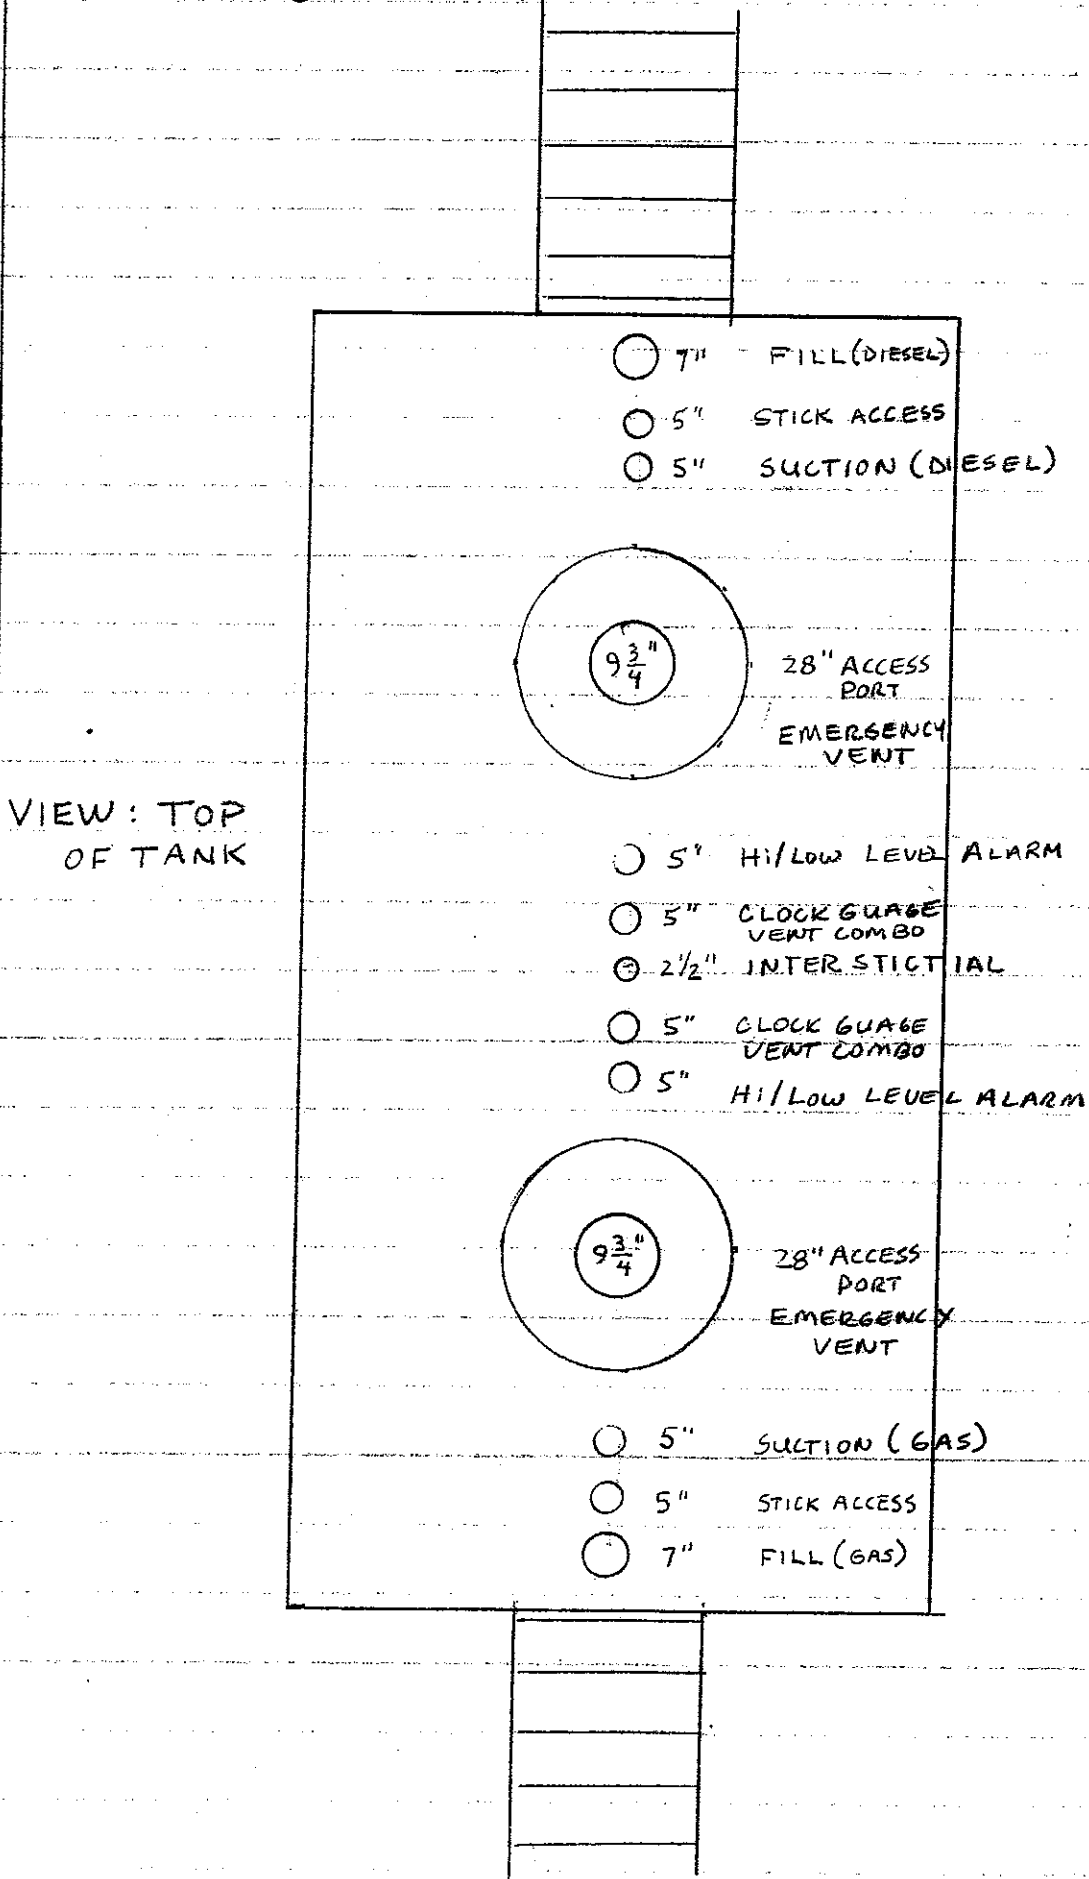 7" FILL (DIESEL)
5" STICK ACCESS
5" SUCTION (DIESEL)
9 3/4" 28" ACCESS
PORT
EMERGENCY
VENT
VIEW: TOP
OF TANK
5" Hi/LOW LEVEL ALARM
5" CLOCK GUAGE
VENT COMBO
2 1/2" INTERSTICTIAL
5" CLOCK GUAGE
VENT COMBO
5" Hi/LOW LEVEL ALARM
9 3/4" 28" ACCESS
PORT
EMERGENCY
VENT
5" SUCTION (GAS)
5" STICK ACCESS
7" FILL (GAS)